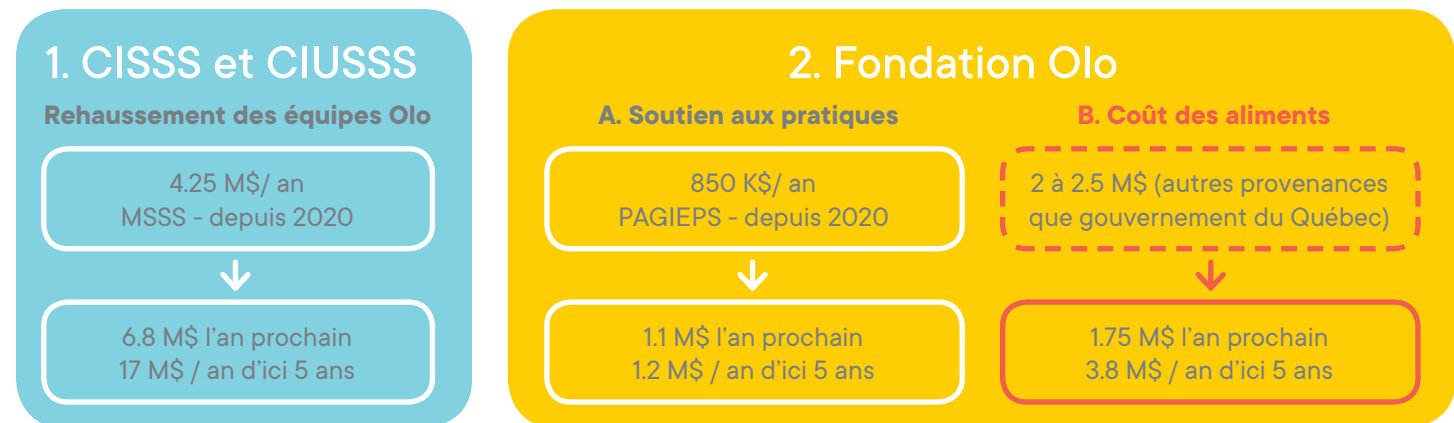 1. CISSS et CIUSSS
Rehaussement des équipes Olo
4.25 M$/ an
MSSS - depuis 2020
6.8 M$ l'an prochain
17 M$ / an d'ici 5 ans
2. Fondation Olo
A. Soutien aux pratiques
850 K$/ an
PAGIEPS - depuis 2020
1.1 M$ l'an prochain
1.2 M$ / an d'ici 5 ans
B. Coût des aliments
2 à 2.5 M$ (autres provenances
que gouvernement du Québec)
1.75 M$ l'an prochain
3.8 M$ / an d'ici 5 ans